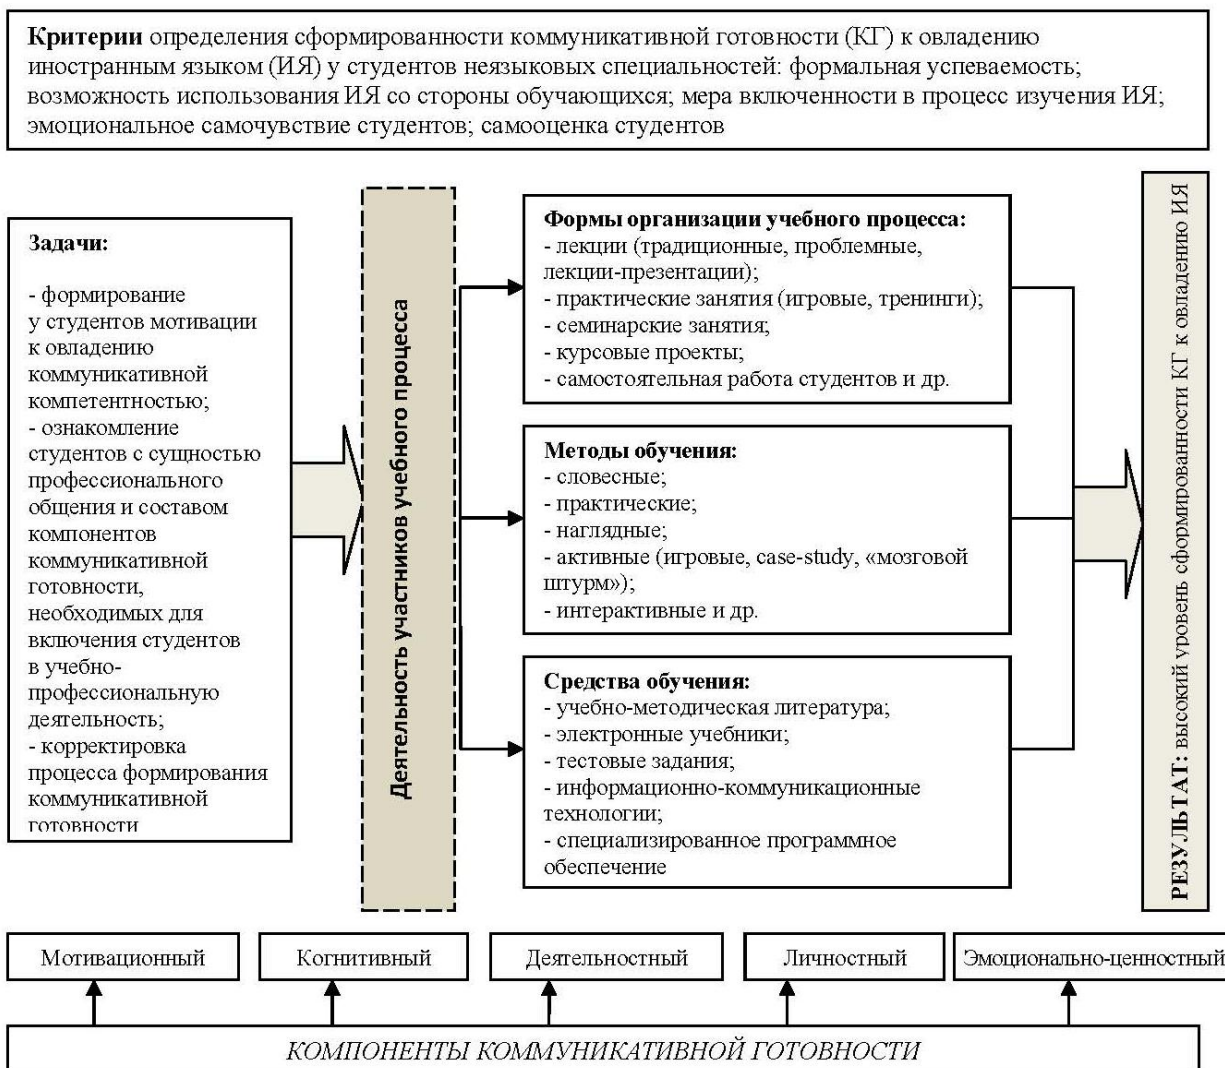 Критерии определения сформированности коммуникативной готовности (КГ) к овладению
иностранным языком (ИЯ) у студентов неязыковых специальностей: формальная успеваемость;
возможность использования ИЯ со стороны обучающихся; мера включенности в процесс изучения ИЯ;
эмоциональное самочувствие студентов; самооценка студентов
Задачи:
- формирование
у студентов мотивации
к овладению
коммуникативной
компетентностью;
- ознакомление
студентов с сущностью
профессионального
общения и составом
компонентов
коммуникативной
готовности,
необходимых для
включения студентов
в учебно-
профессиональную
деятельность;
- корректировка
процесса формирования
коммуникативной
готовности
Деятельность участников учебного процесса
Формы организации учебного процесса:
- лекции (традиционные, проблемные,
лекции-презентации);
- практические занятия (игровые, тренинги);
- семинарские занятия;
- курсовые проекты;
- самостоятельная работа студентов и др.
Методы обучения:
- словесные;
- практические;
- наглядные;
- активные (игровые, case-study, «мозговой
штурм»);
- интерактивные и др.
Средства обучения:
- учебно-методическая литература;
- электронные учебники;
- тестовые задания;
- информационно-коммуникационные
технологии;
- специализированное программное
обеспечение
РЕЗУЛЬТАТ: высокий уровень сформированности КГ к овладению ИЯ
Мотивационный
Когнитивный
Деятельностный
Личностный
Эмоционально-ценностный
КОМПОНЕНТЫ КОММУНИКАТИВНОЙ ГОТОВНОСТИ